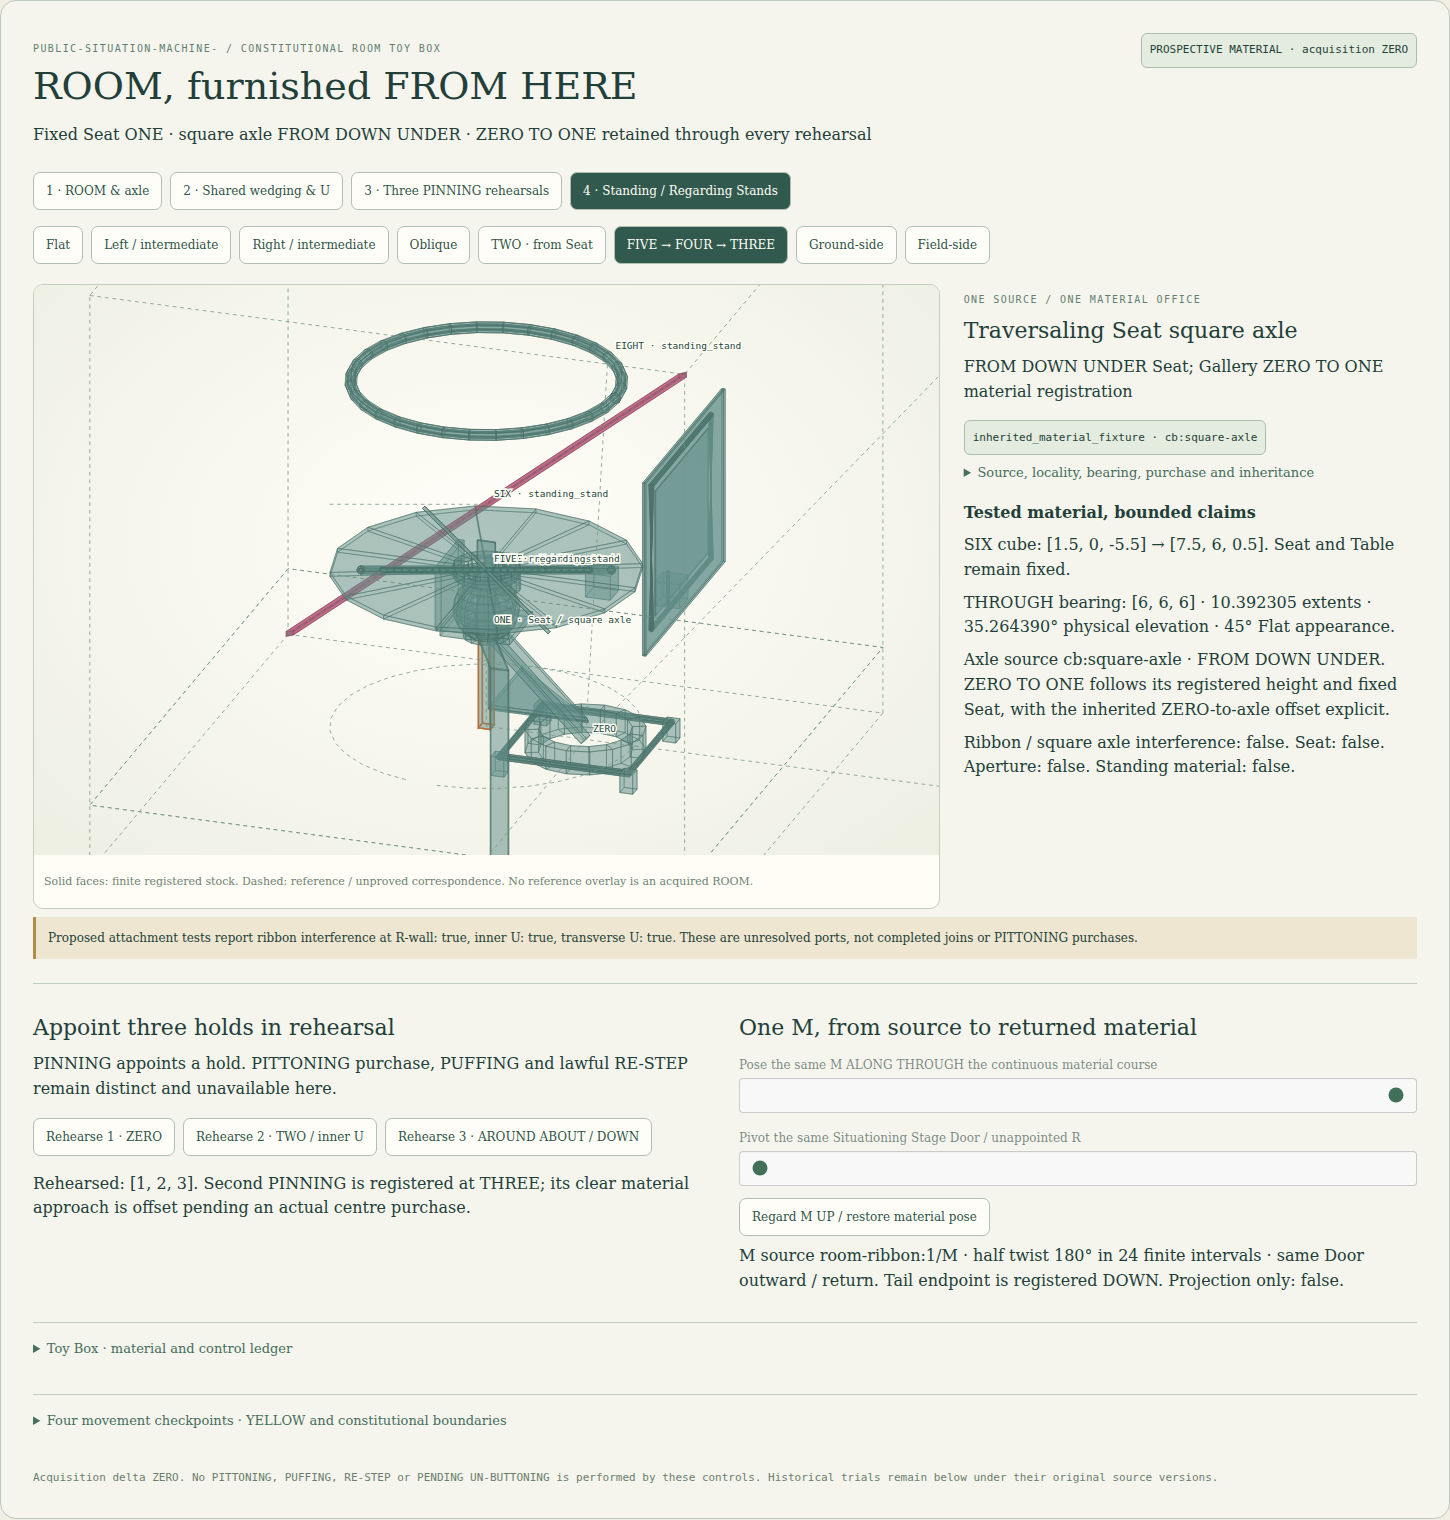 PUBLIC-SITUATION-MACHINE- / CONSTITUTIONAL ROOM TOY BOX
PROSPECTIVE MATERIAL · acquisition ZERO
ROOM, furnished FROM HERE
Fixed Seat ONE · square axle FROM DOWN UNDER · ZERO TO ONE retained through every rehearsal
1 · ROOM & axle
2 · Shared wedging & U
3 · Three PINNING rehearsals
4 · Standing / Regarding Stands
Flat
Left / intermediate
Right / intermediate
Oblique
TWO · from Seat
FIVE → FOUR → THREE
Ground-side
Field-side
EIGHT · standing_stand
SIX · standing_stand
FIVE
ONE · Seat / square axle
ZERO
Solid faces: finite registered stock. Dashed: reference / unproved correspondence. No reference overlay is an acquired ROOM.
ONE SOURCE / ONE MATERIAL OFFICE
Traversaling Seat square axle
FROM DOWN UNDER Seat; Gallery ZERO TO ONE
material registration
inherited_material_fixture · cb:square-axle
▶ Source, locality, bearing, purchase and inheritance
Tested material, bounded claims
SIX cube: [1.5, 0, -5.5] → [7.5, 6, 0.5]. Seat and Table
remain fixed.
THROUGH bearing: [6, 6, 6] · 10.392305 extents ·
35.264390° physical elevation · 45° Flat appearance.
Axle source cb:square-axle · FROM DOWN UNDER.
ZERO TO ONE follows its registered height and fixed
Seat, with the inherited ZERO-to-axle offset explicit.
Ribbon / square axle interference: false. Seat: false.
Aperture: false. Standing material: false.
Proposed attachment tests report ribbon interference at R-wall: true, inner U: true, transverse U: true. These are unresolved ports, not completed joins or PITTONING purchases.
Appoint three holds in rehearsal
PINNING appoints a hold. PITTONING purchase, PUFFING and lawful RE-STEP
remain distinct and unavailable here.
Rehearse 1 · ZERO
Rehearse 2 · TWO / inner U
Rehearse 3 · AROUND ABOUT / DOWN
Rehearsed: [1, 2, 3]. Second PINNING is registered at THREE; its clear material
approach is offset pending an actual centre purchase.
One M, from source to returned material
Pose the same M ALONG THROUGH the continuous material course
Pivot the same Situationing Stage Door / unappointed R
Regard M UP / restore material pose
M source room-ribbon:1/M · half twist 180° in 24 finite intervals · same Door
outward / return. Tail endpoint is registered DOWN. Projection only: false.
▶ Toy Box · material and control ledger
▶ Four movement checkpoints · YELLOW and constitutional boundaries
Acquisition delta ZERO. No PITTONING, PUFFING, RE-STEP or PENDING UN-BUTTONING is performed by these controls. Historical trials remain below under their original source versions.